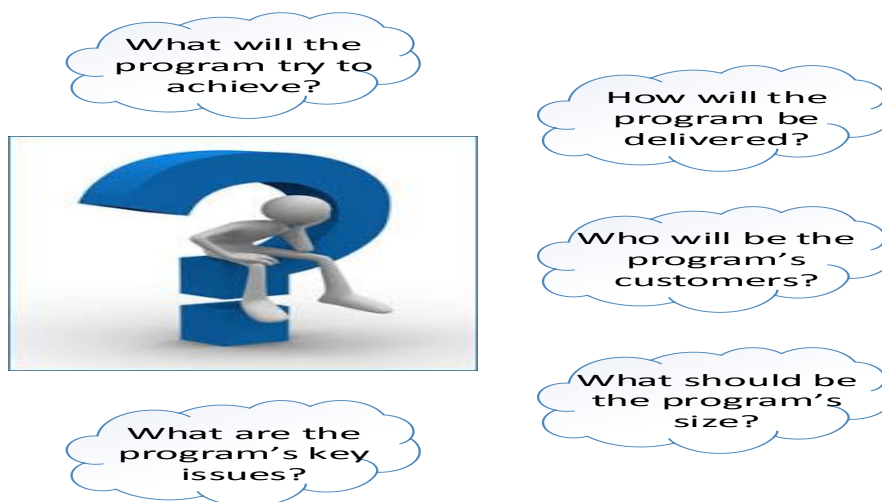 What will the
program try to
achieve?
How will the
program be
delivered?
Who will be the
program's
customers?
What should be
the program's
size?
What are the
program's key
issues?